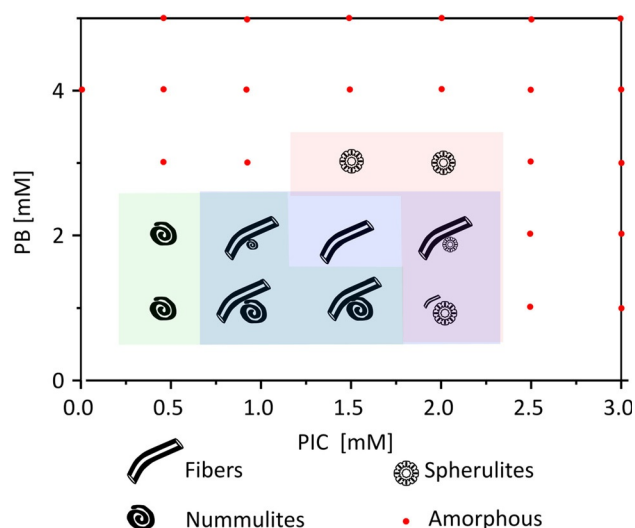 PB [mM]
4
2
0
0.0 0.5 1.0 1.5 2.0 2.5 3.0
PIC [mM]
Fibers Spherulites
Nummulites Amorphous